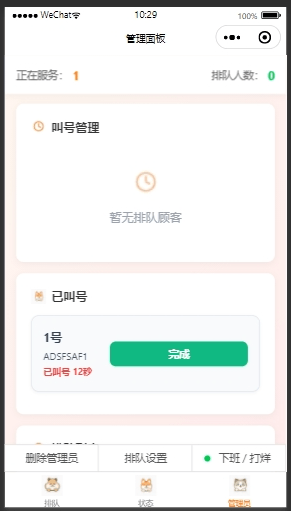 WeChat
10:29
100%
管理面板
正在服务： 1
排队人数： 0
叫号管理
暂无排队顾客
已叫号
1号
ADSFSAF1
已叫号 12秒
完成
删除管理员
排队设置
下班 / 打烊
排队
状态
管理员